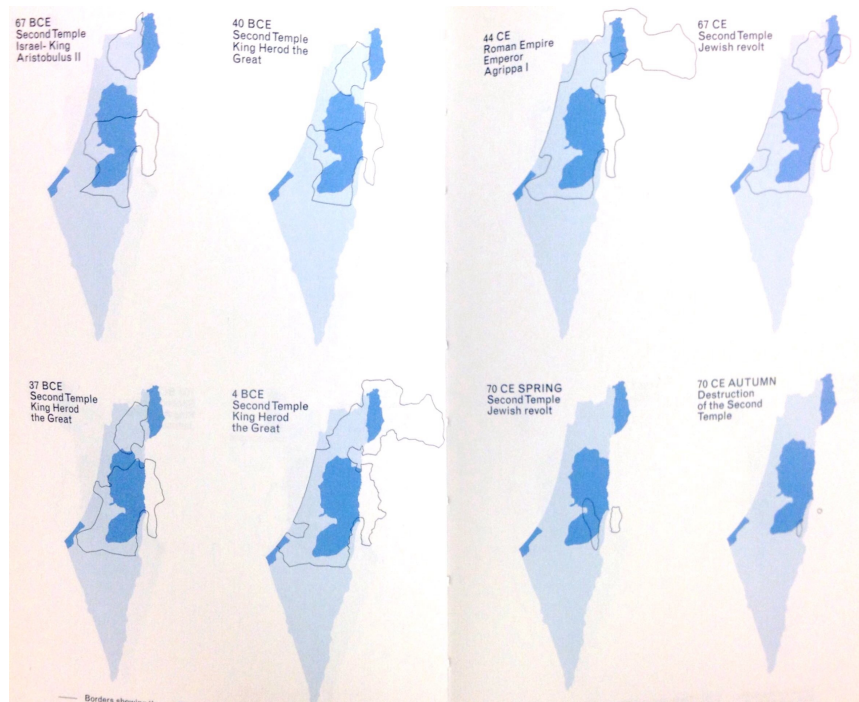 67 BCE
Second Temple
Israel- King
Aristobulus II
40 BCE
Second Temple
King Herod the
Great
44 CE
Roman Empire
Emperor
Agrippa I
67 CE
Second Temple
Jewish revolt
37 BCE
Second Temple
King Herod
the Great
4 BCE
Second Temple
King Herod
the Great
70 CE SPRING
Second Temple
Jewish revolt
70 CE AUTUMN
Destruction
of the Second
Temple
Borders